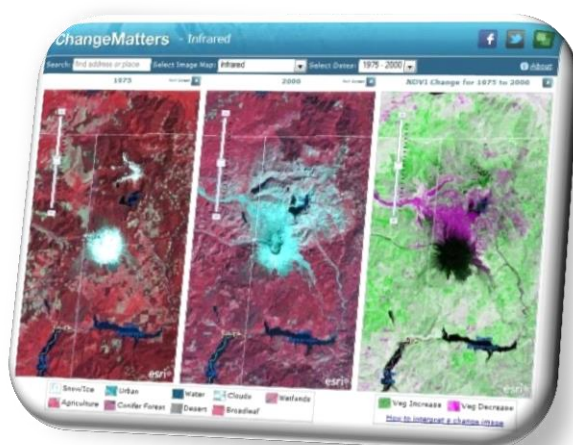 ChangeMatters - Infrared
Search: find address or place Select Image Map: Infrared Select Dates: 1975 - 2000 About
1975 2000 NDVI Change for 1975 to 2000
esri esri esri
Snow/Ice Urban Water Clouds Wetlands
Agriculture Conifer Forest Desert Broadleaf
Veg Increase Veg Decrease
How to interpret a change image